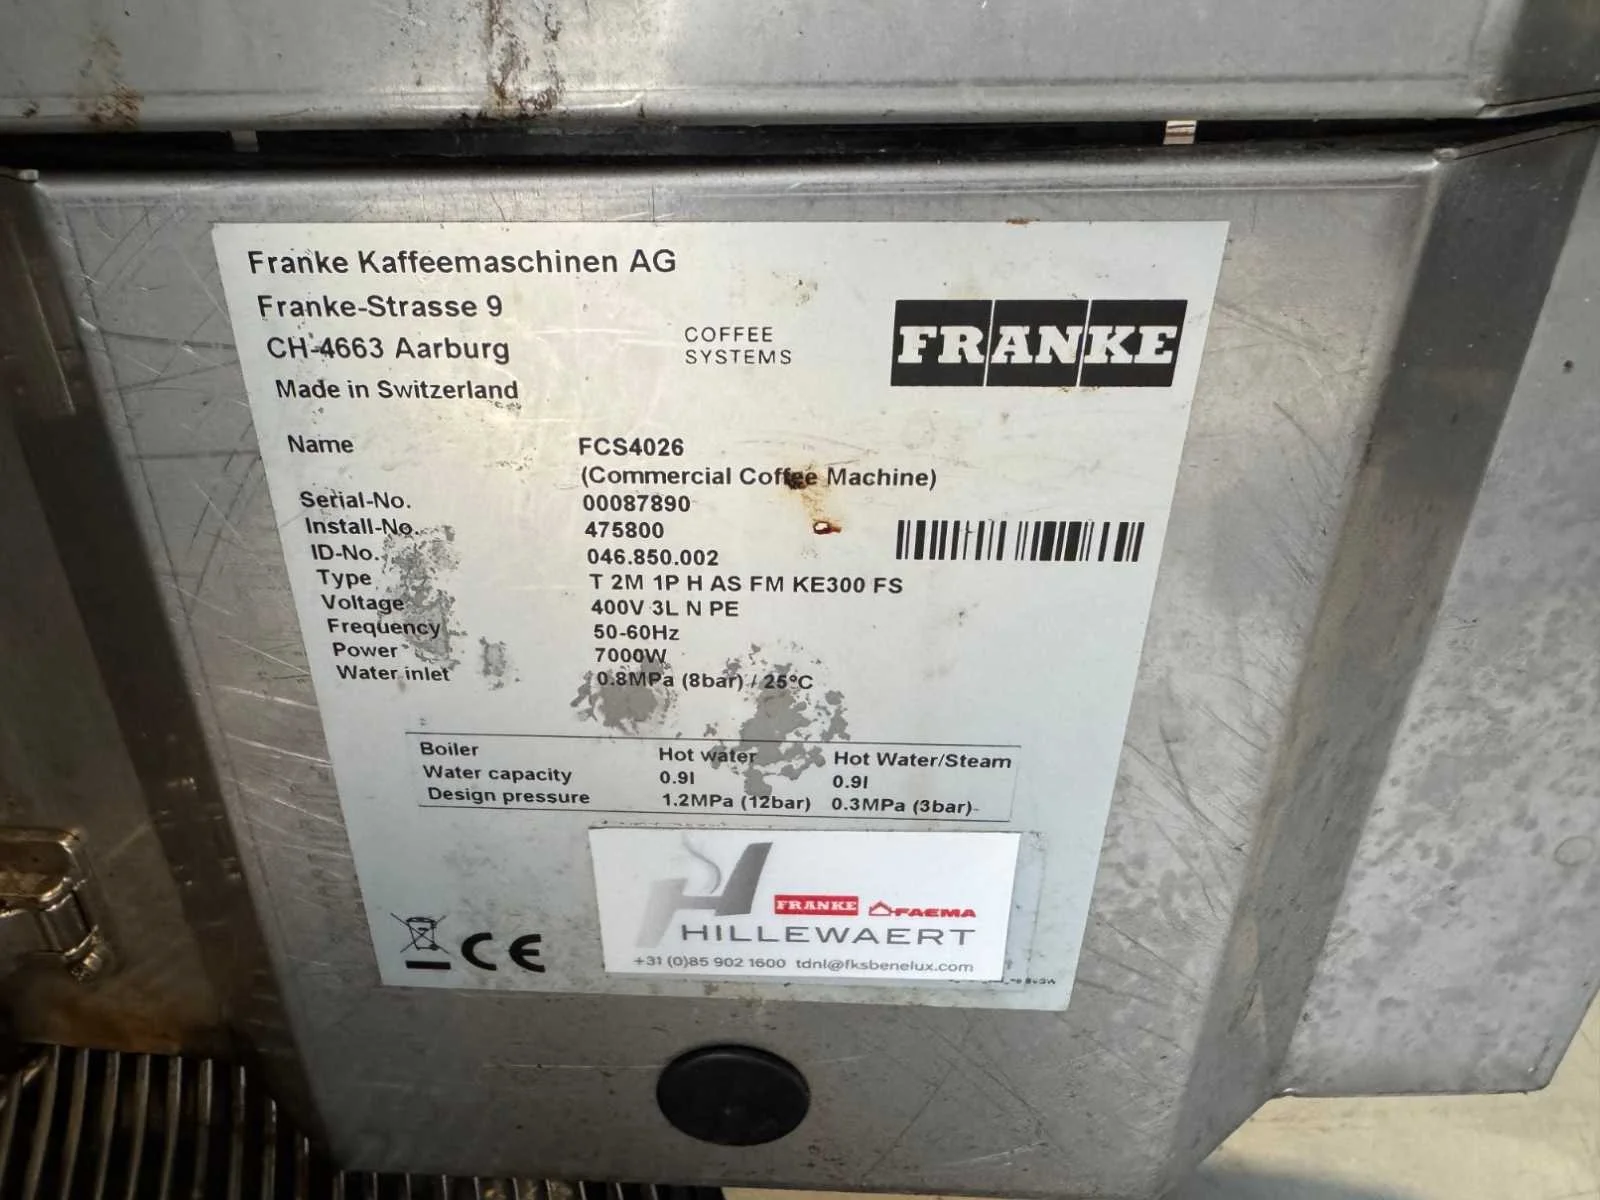 Franke Kaffeemaschinen AG
Franke-Strasse 9
CH-4663 Aarburg
Made in Switzerland
COFFEE
SYSTEMS
FRANKE
Name FCS4026
(Commercial Coffee Machine)
Serial-No. 00087890
Install-No. 475800
ID-No. 046.850.002
Type T 2M 1P H AS FM KE300 FS
Voltage 400V 3L N PE
Frequency 50-60Hz
Power 7000W
Water inlet 0.8MPa (8bar) / 25°C
Boiler Hot water Hot Water/Steam
Water capacity 0.9l 0.9l
Design pressure 1.2MPa (12bar) 0.3MPa (3bar)
CE
H
FRANKE FAEMA
HILLEWAERT
+31 (0)85 902 1600 tdnl@fksbenelux.com